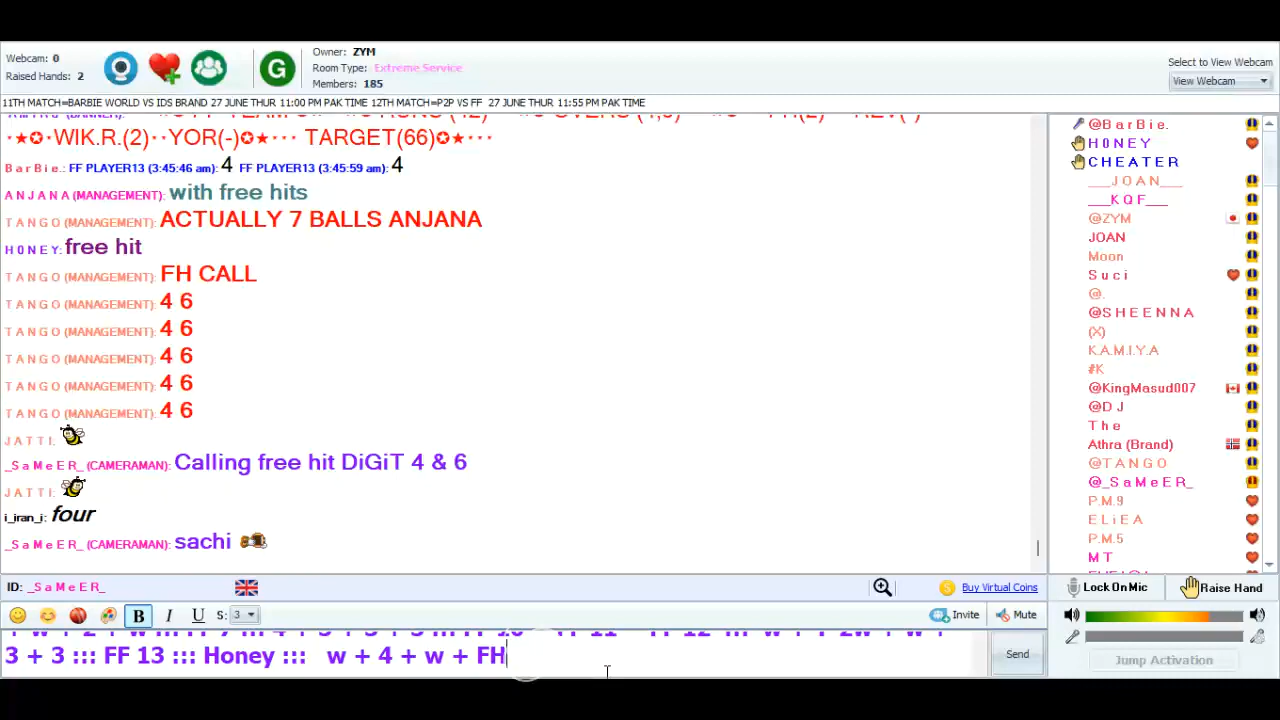 Webcam: 0
Raised Hands: 2
G
Owner: ZYM
Room Type: Extreme Service
Members: 185
Select to View Webcam
View Webcam
11TH MATCH=BARBIE WORLD VS IDS BRAND 27 JUNE THUR 11:00 PM PAK TIME 12TH MATCH=P2P VS FF 27 JUNE THUR 11:55 PM PAK TIME
·★✪·WIK.R.(2)··YOR(-)✪★··· TARGET(66)✪★···
B a r B i e.: FF PLAYER13 (3:45:46 am): 4 FF PLAYER13 (3:45:59 am): 4
A N J A N A (MANAGEMENT): with free hits
T A N G O (MANAGEMENT): ACTUALLY 7 BALLS ANJANA
H 0 N E Y: free hit
T A N G O (MANAGEMENT): FH CALL
T A N G O (MANAGEMENT): 4 6
T A N G O (MANAGEMENT): 4 6
T A N G O (MANAGEMENT): 4 6
T A N G O (MANAGEMENT): 4 6
T A N G O (MANAGEMENT): 4 6
J A T T I:
_S a M e E R_ (CAMERAMAN): Calling free hit DiGiT 4 & 6
J A T T I:
i_iran_i: four
_S a M e E R_ (CAMERAMAN): sachi
@B a r B i e.
H 0 N E Y
C H E A T E R
___J O A N___
___K Q F___
@ZYM
JOAN
Moon
S u c i
@.
@S H E E N N A
(X)
K.A.M.I.Y.A
#K
@KingMasud007
@D J
T h e
Athra (Brand)
@T A N G O
@_S a M e E R_
P.M.9
E L i E A
P.M.5
M T
ID: _S a M e E R_
Buy Virtual Coins
Lock On Mic
Raise Hand
B I U S: 3
Invite
Mute
3 + 3 ::: FF 13 ::: Honey ::: w + 4 + w + FH
Send
Jump Activation